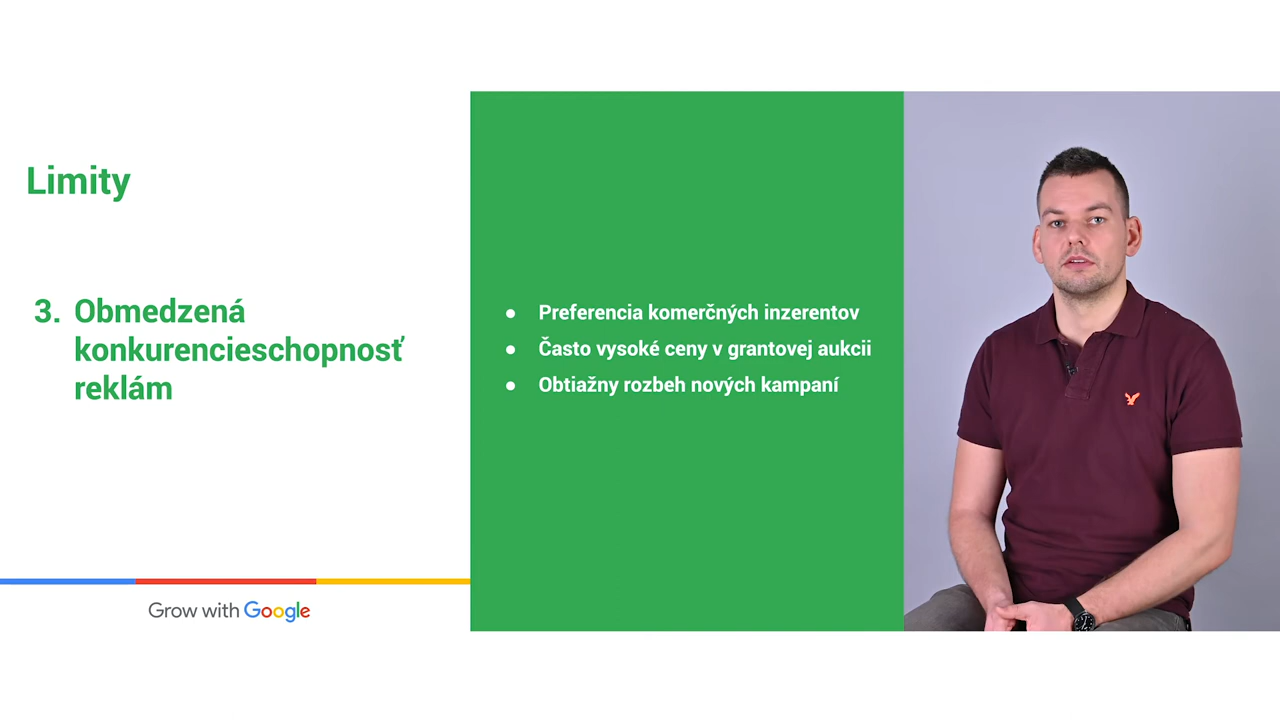 Limity
3. Obmedzená
konkurencieschopnosť
reklám
● Preferencia komerčných inzerentov
● Často vysoké ceny v grantovej aukcii
● Obtiažny rozbeh nových kampaní
Grow with Google